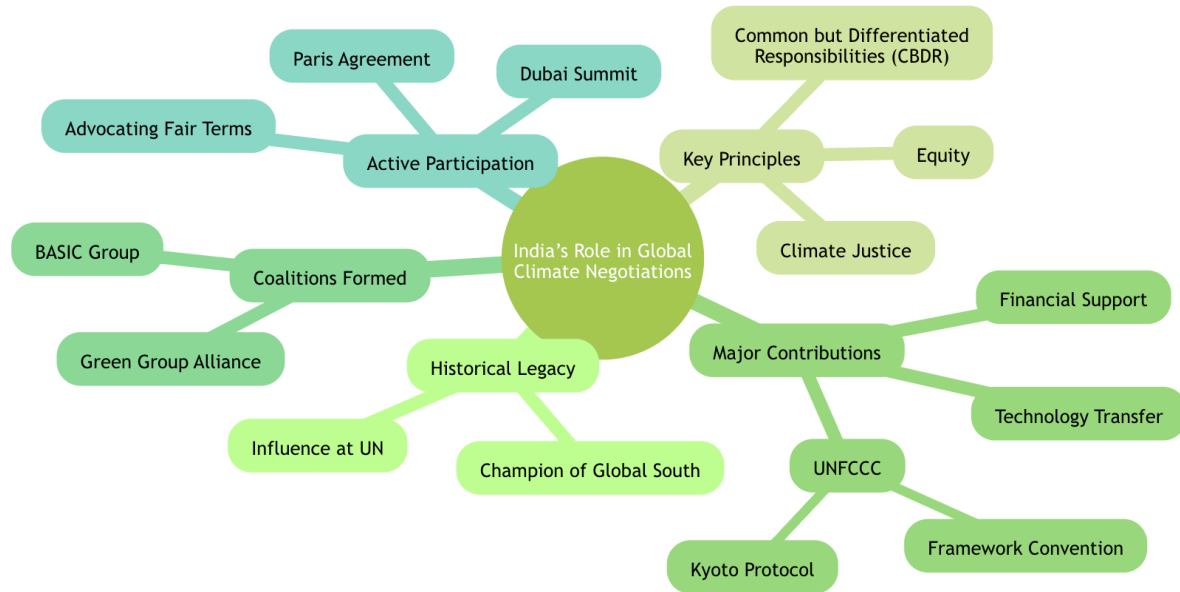 India’s Role in Global
Climate Negotiations
Key Principles
Common but Differentiated
Responsibilities (CBDR)
Equity
Climate Justice
Major Contributions
Financial Support
Technology Transfer
UNFCCC
Framework Convention
Kyoto Protocol
Historical Legacy
Influence at UN
Champion of Global South
Coalitions Formed
BASIC Group
Green Group Alliance
Active Participation
Paris Agreement
Dubai Summit
Advocating Fair Terms